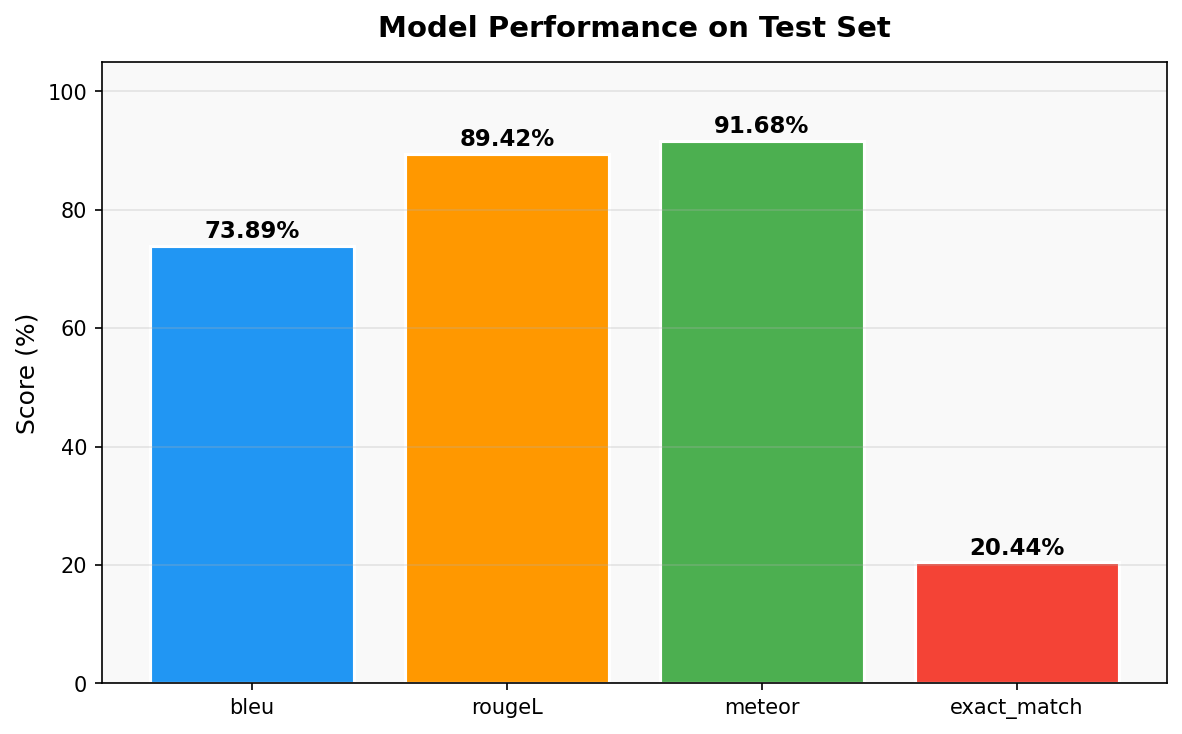 Model Performance on Test Set
Score (%)
100
80
60
40
20
0
73.89%
89.42%
91.68%
20.44%
bleu
rougeL
meteor
exact_match